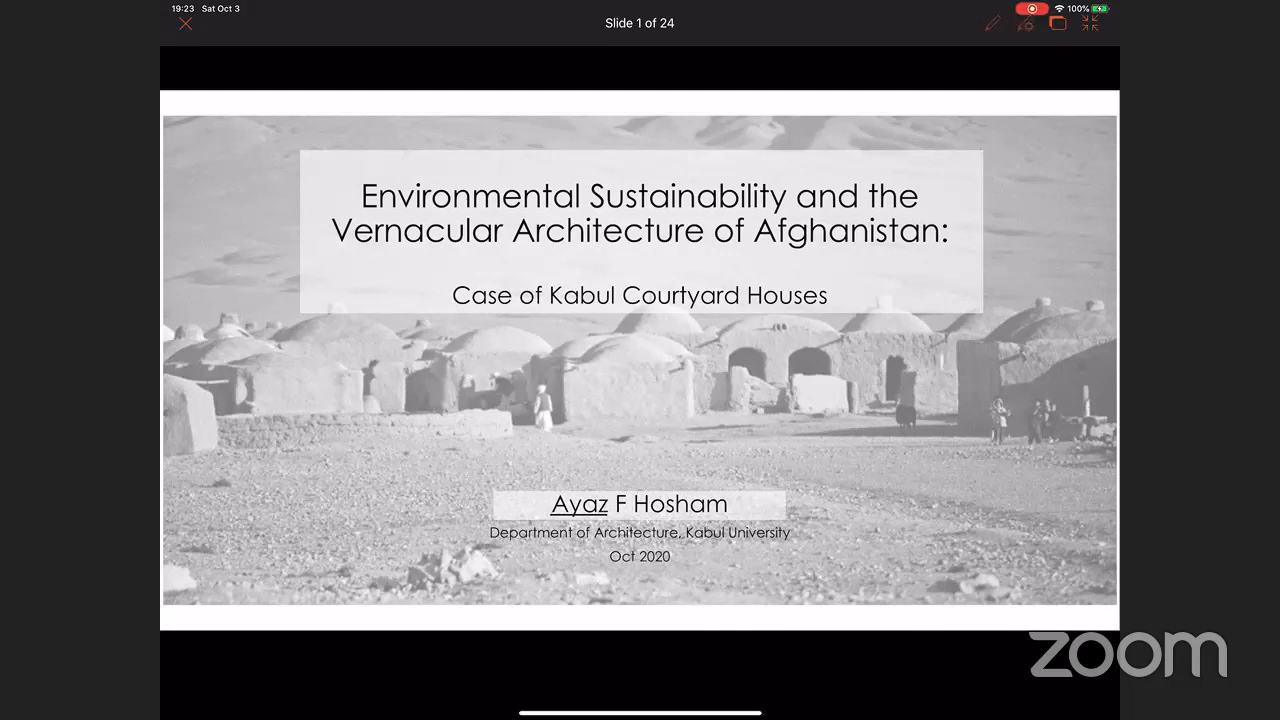 19:23 Sat Oct 3
Slide 1 of 24
100%
Environmental Sustainability and the
Vernacular Architecture of Afghanistan:
Case of Kabul Courtyard Houses
Ayaz F Hosham
Department of Architecture, Kabul University
Oct 2020
zoom